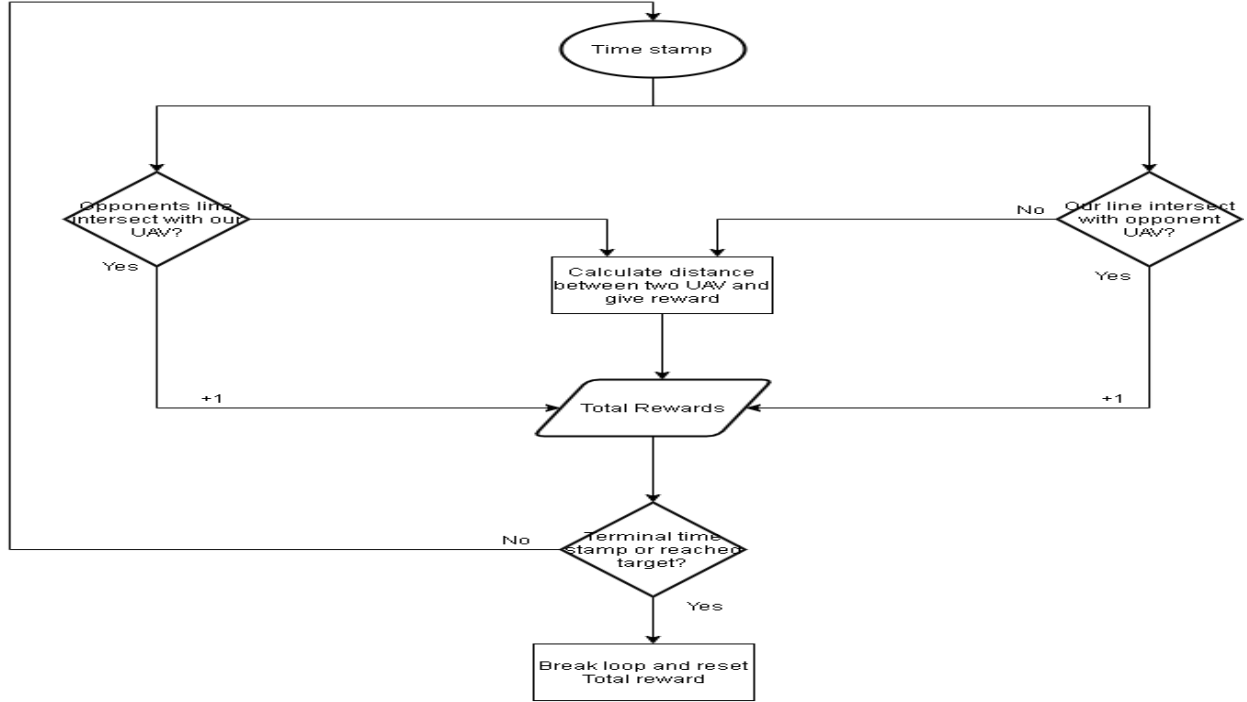 Time stamp
Opponents line
intersect with our
UAV?
No
Our line intersect
with opponent
UAV?
Calculate distance
between two UAV and
give reward
Yes
Yes
+1
Total Rewards
+1
No
Terminal time
stamp or reached
target?
Yes
Break loop and reset
Total reward